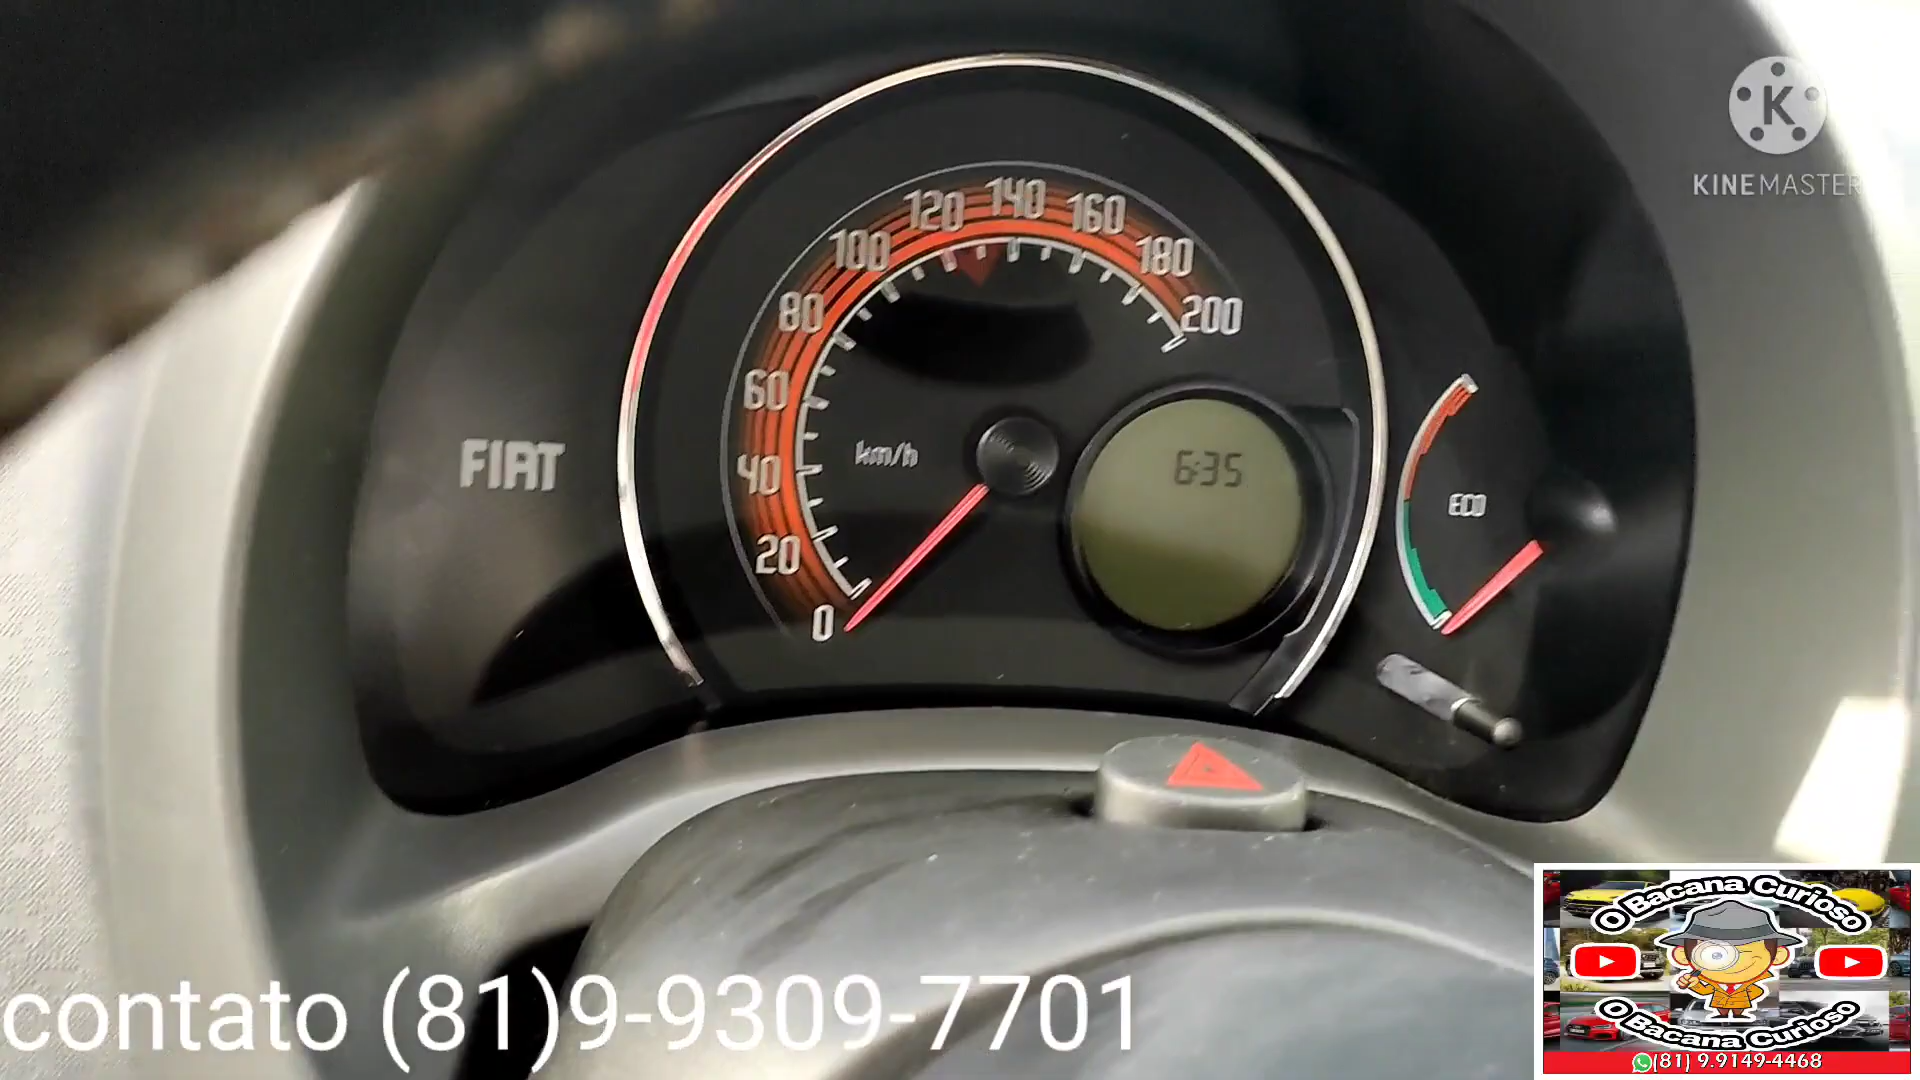 K
KINEMASTER
120 140 160
100 180
80 200
60
FIAT
km/h
40
6:35
ECO
20
0
O Bacana Curioso
O Bacana Curioso
(81) 9.9149-4468
contato (81)9-9309-7701